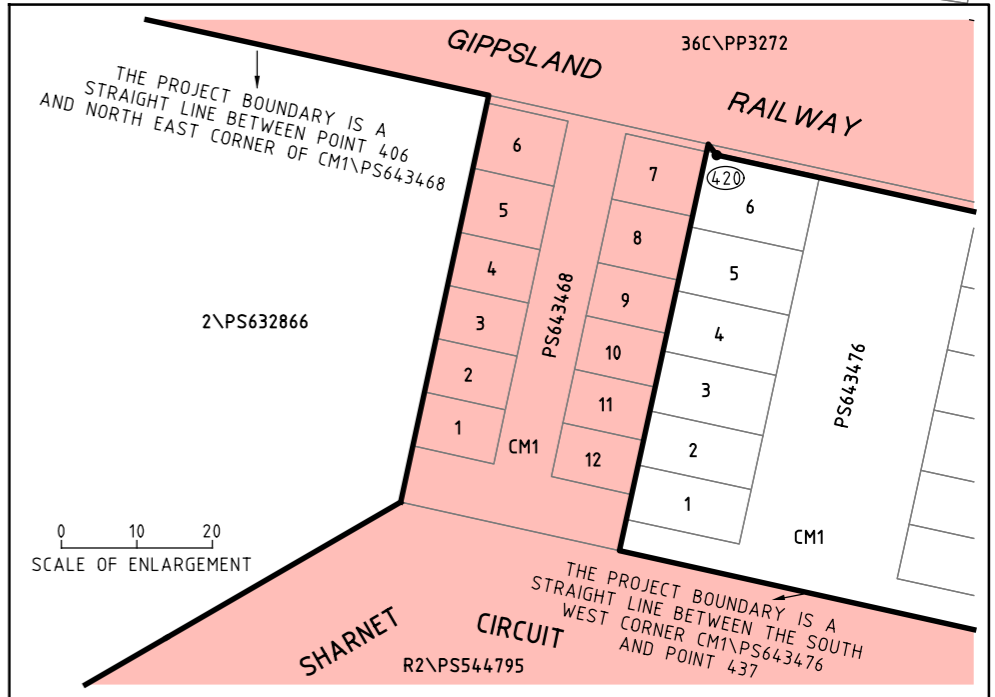 36C\PP3272
GIPPSLAND
RAILWAY
THE PROJECT BOUNDARY IS A
STRAIGHT LINE BETWEEN POINT 406
AND NORTH EAST CORNER OF CM1\PS643468
6
5
4
3
2
1
7
8
9
10
11
12
PS643468
CM1
420
6
5
4
3
2
1
PS643476
CM1
2\PS632866
0 10 20
SCALE OF ENLARGEMENT
THE PROJECT BOUNDARY IS A
STRAIGHT LINE BETWEEN THE SOUTH
WEST CORNER CM1\PS643476
AND POINT 437
SHARNET
CIRCUIT
R2\PS544795